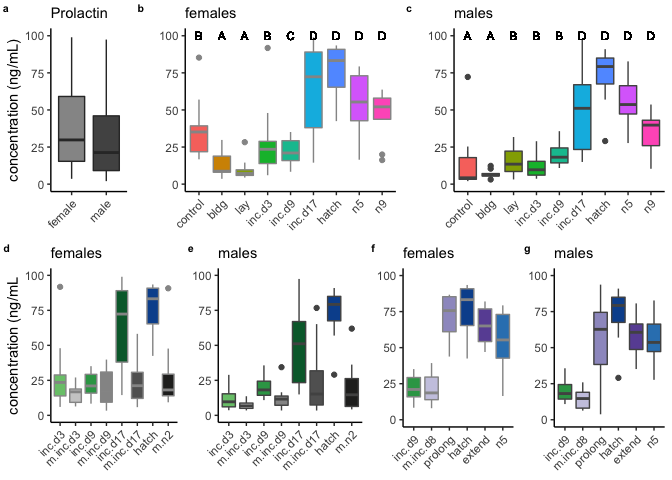 a Prolactin
b females
c males
concentration (ng/mL)
100
75
50
25
0
female
male
100
75
50
25
0
B A A B C D D D D
control
bldg
lay
inc.d3
inc.d9
inc.d17
hatch
n5
n9
100
75
50
25
0
A A B B B D D D D
control
bldg
lay
inc.d3
inc.d9
inc.d17
hatch
n5
n9
d females
e males
f females
g males
concentration (ng/mL
100
75
50
25
0
inc.d3
m.inc.d3
inc.d9
m.inc.d9
inc.d17
m.inc.d17
hatch
m.n2
100
75
50
25
0
inc.d3
m.inc.d3
inc.d9
m.inc.d9
inc.d17
m.inc.d17
hatch
m.n2
100
75
50
25
0
inc.d9
m.inc.d8
prolong
hatch
extend
n5
100
75
50
25
0
inc.d9
m.inc.d8
prolong
hatch
extend
n5